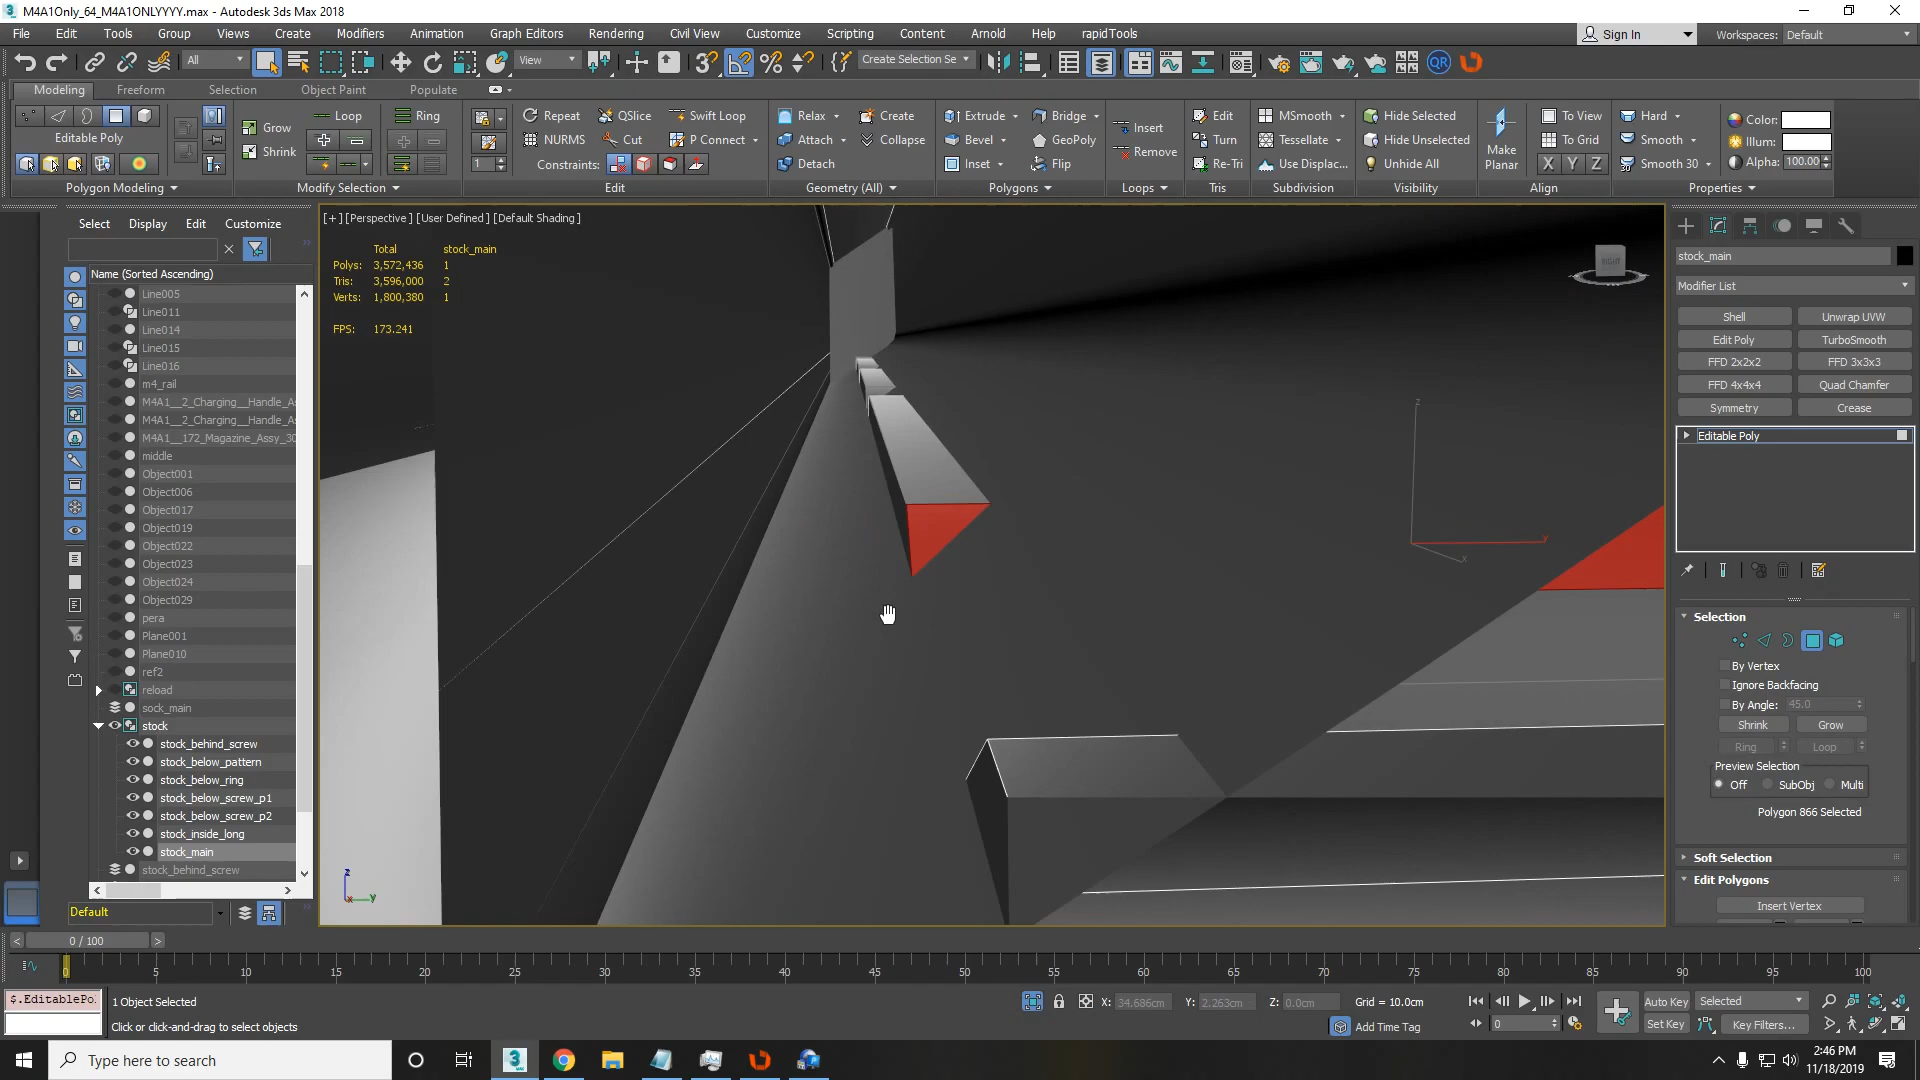 M4A1Only_64_M4A1ONLYYYY.max - Autodesk 3ds Max 2018
File Edit Tools Group Views Create Modifiers Animation Graph Editors Rendering Civil View Customize Scripting Content Arnold Help rapidTools Sign In Workspaces: Default
All View Create Selection Se QR
Modeling Freeform Selection Object Paint Populate
Grow Loop Ring Repeat QSlice Swift Loop Relax Create Extrude Bridge Insert Edit MSmooth Hide Selected To View Hard Color:
Editable Poly NURMS Cut P Connect Attach Collapse Bevel GeoPoly Turn Tessellate Hide Unselected Make Planar To Grid Smooth Illum:
Shrink 1 Constraints: Detach Inset Flip Remove Re-Tri Use Displac... Unhide All X Y Z Smooth 30 Alpha: 100.00
Polygon Modeling Modify Selection Edit Geometry (All) Polygons Loops Tris Subdivision Visibility Align Properties
Select Display Edit Customize
Name (Sorted Ascending)
Line005
Line011
Line014
Line015
Line016
m4_rail
M4A1__2_Charging__Handle_As
M4A1__2_Charging__Handle_As
M4A1__172_Magazine_Assy_30
middle
Object001
Object006
Object017
Object019
Object022
Object023
Object024
Object029
pera
Plane001
Plane010
ref2
reload
sock_main
stock
stock_behind_screw
stock_below_pattern
stock_below_ring
stock_below_screw_p1
stock_below_screw_p2
stock_inside_long
stock_main
stock_behind_screw
Default
[+] [Perspective ] [User Defined ] [Default Shading ]
Total stock_main
Polys: 3,572,436 1
Tris: 3,596,000 2
Verts: 1,800,380 1
FPS: 173.241
RIGHT
z
y
x
z
y
stock_main
Modifier List
Shell Unwrap UVW
Edit Poly TurboSmooth
FFD 2x2x2 FFD 3x3x3
FFD 4x4x4 Quad Chamfer
Symmetry Crease
Editable Poly
Selection
By Vertex
Ignore Backfacing
By Angle: 45.0
Shrink Grow
Ring Loop
Preview Selection
Off SubObj Multi
Polygon 866 Selected
Soft Selection
Edit Polygons
Insert Vertex
< 0 / 100 >
0 5 10 15 20 25 30 35 40 45 50 55 60 65 70 75 80 85 90 95 100
$.EditablePol 1 Object Selected X: 34.686cm Y: 2.263cm Z: 0.0cm Grid = 10.0cm Auto Key Selected
Click or click-and-drag to select objects Add Time Tag 0 Set Key Key Filters...
Type here to search
2:46 PM
11/18/2019